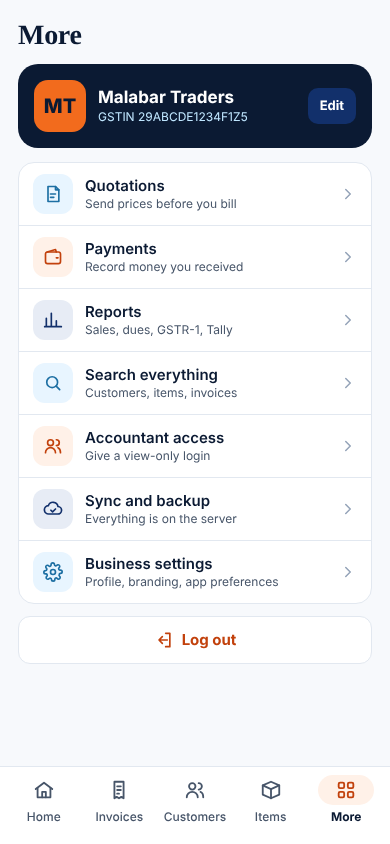 More
MT
Malabar Traders
GSTIN 29ABCDE1234F1Z5
Edit
Quotations
Send prices before you bill
Payments
Record money you received
Reports
Sales, dues, GSTR-1, Tally
Search everything
Customers, items, invoices
Accountant access
Give a view-only login
Sync and backup
Everything is on the server
Business settings
Profile, branding, app preferences
Log out
Home
Invoices
Customers
Items
More